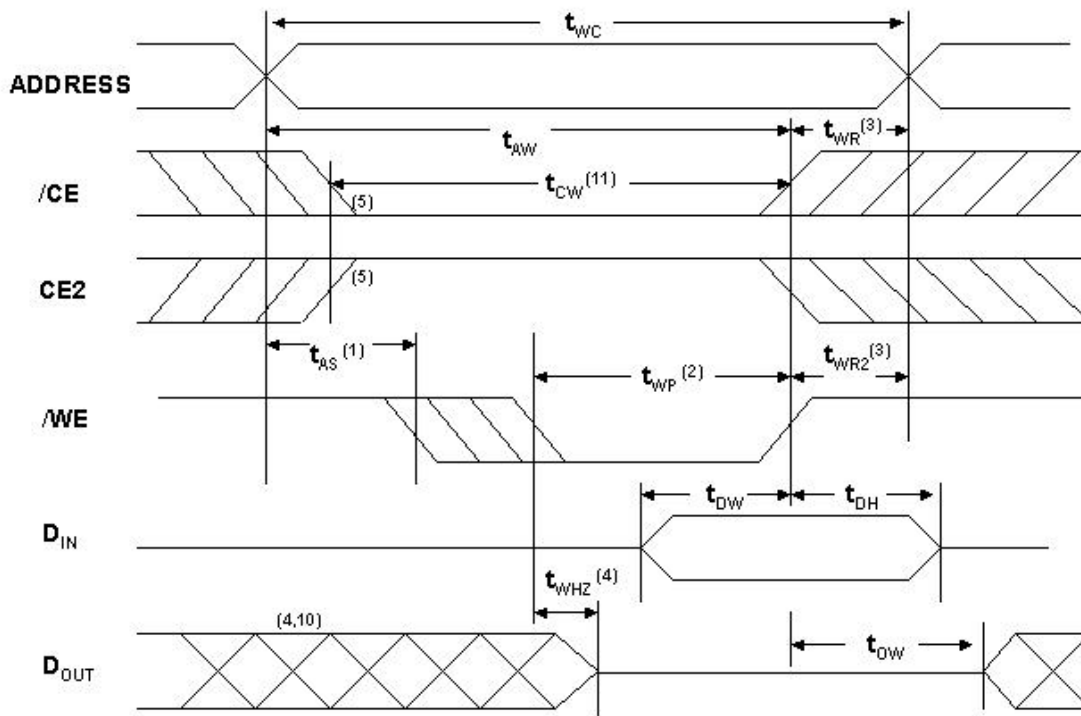 tWC
ADDRESS
tAW
tWR(3)
/CE
tCW(11)
(5)
CE2
(5)
tAS(1)
tWP(2)
tWR2(3)
/WE
tDW
tDH
DIN
tWHZ(4)
(4,10)
DOUT
tOW